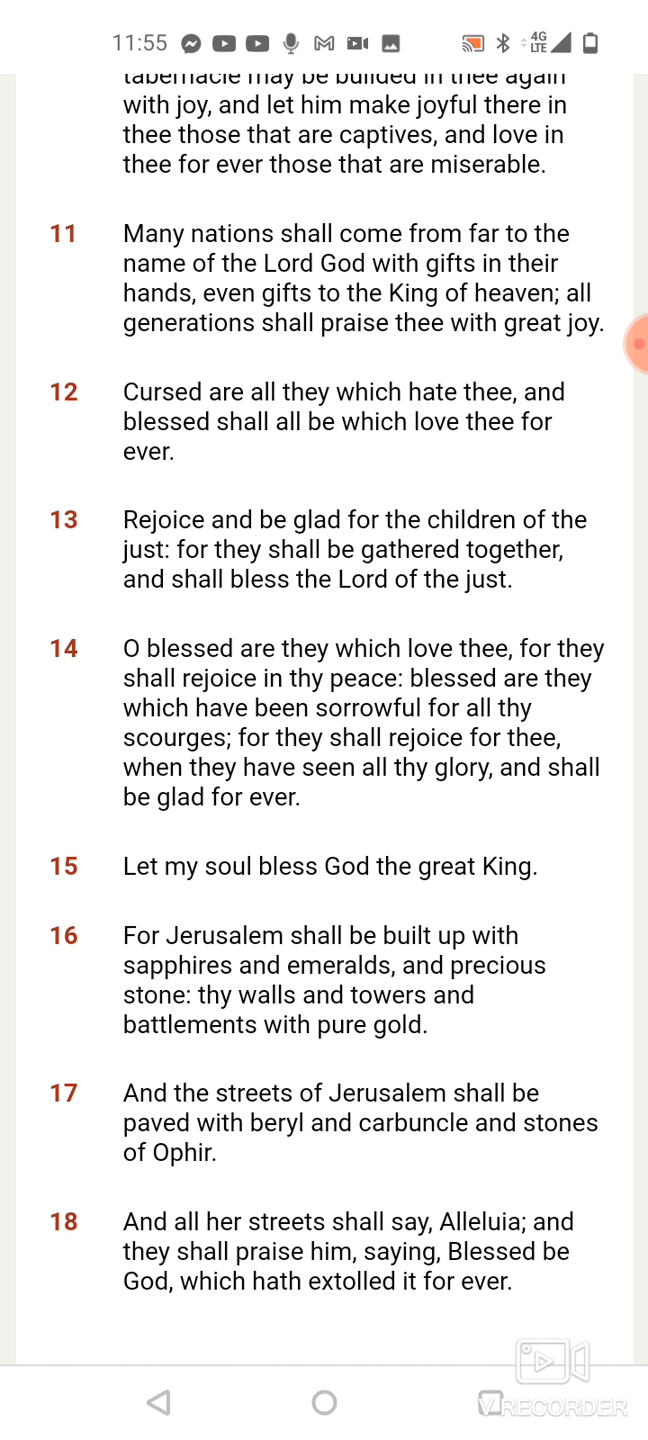 11:55
4G
LTE
tabernacle may be builded in thee again
with joy, and let him make joyful there in
thee those that are captives, and love in
thee for ever those that are miserable.
11 Many nations shall come from far to the
name of the Lord God with gifts in their
hands, even gifts to the King of heaven; all
generations shall praise thee with great joy.
12 Cursed are all they which hate thee, and
blessed shall all be which love thee for
ever.
13 Rejoice and be glad for the children of the
just: for they shall be gathered together,
and shall bless the Lord of the just.
14 O blessed are they which love thee, for they
shall rejoice in thy peace: blessed are they
which have been sorrowful for all thy
scourges; for they shall rejoice for thee,
when they have seen all thy glory, and shall
be glad for ever.
15 Let my soul bless God the great King.
16 For Jerusalem shall be built up with
sapphires and emeralds, and precious
stone: thy walls and towers and
battlements with pure gold.
17 And the streets of Jerusalem shall be
paved with beryl and carbuncle and stones
of Ophir.
18 And all her streets shall say, Alleluia; and
they shall praise him, saying, Blessed be
God, which hath extolled it for ever.
V RECORDER